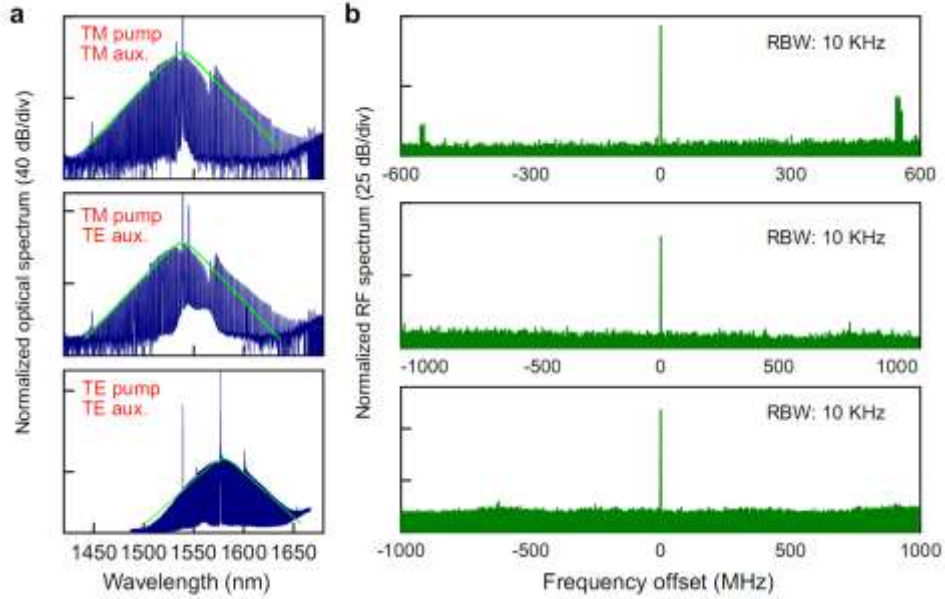 a
b
Normalized optical spectrum (40 dB/div)
TM pump
TM aux.
TM pump
TE aux.
TE pump
TE aux.
1450 1500 1550 1600 1650
Wavelength (nm)
Normalized RF spectrum (25 dB/div)
RBW: 10 KHz
-600 -300 0 300 600
RBW: 10 KHz
-1000 -500 0 500 1000
RBW: 10 KHz
-1000 -500 0 500 1000
Frequency offset (MHz)